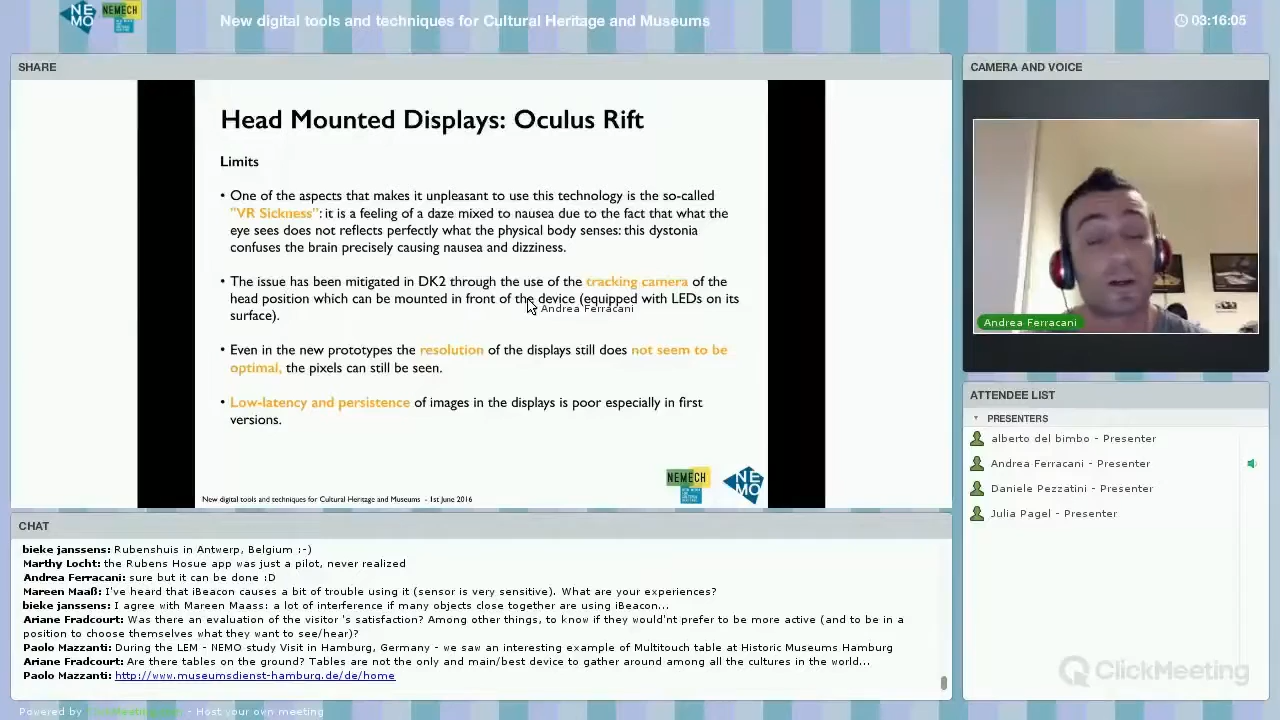 NE
MO
NEMECH
New digital tools and techniques for Cultural Heritage and Museums
03:16:05
SHARE
Head Mounted Displays: Oculus Rift
Limits
• One of the aspects that makes it unpleasant to use this technology is the so-called
"VR Sickness": it is a feeling of a daze mixed to nausea due to the fact that what the
eye sees does not reflects perfectly what the physical body senses: this dystonia
confuses the brain precisely causing nausea and dizziness.
• The issue has been mitigated in DK2 through the use of the tracking camera of the
head position which can be mounted in front of the device (equipped with LEDs on its
surface).
Andrea Ferracani
• Even in the new prototypes the resolution of the displays still does not seem to be
optimal, the pixels can still be seen.
• Low-latency and persistence of images in the displays is poor especially in first
versions.
NEMECH
NE
MO
New digital tools and techniques for Cultural Heritage and Museums - 1st June 2016
CAMERA AND VOICE
Andrea Ferracani
ATTENDEE LIST
PRESENTERS
alberto del bimbo - Presenter
Andrea Ferracani - Presenter
Daniele Pezzatini - Presenter
Julia Pagel - Presenter
CHAT
bieke janssens: Rubenshuis in Antwerp, Belgium :-)
Marthy Locht: the Rubens Hosue app was just a pilot, never realized
Andrea Ferracani: sure but it can be done :D
Mareen Maaß: I've heard that iBeacon causes a bit of trouble using it (sensor is very sensitive). What are your experiences?
bieke janssens: I agree with Mareen Maass: a lot of interference if many objects close together are using iBeacon...
Ariane Fradcourt: Was there an evaluation of the visitor 's satisfaction? Among other things, to know if they would'nt prefer to be more active (and to be in a
position to choose themselves what they want to see/hear)?
Paolo Mazzanti: During the LEM - NEMO study Visit in Hamburg, Germany - we saw an interesting example of Multitouch table at Historic Museums Hamburg
Ariane Fradcourt: Are there tables on the ground? Tables are not the only and main/best device to gather around among all the cultures in the world...
Paolo Mazzanti: http://www.museumsdienst-hamburg.de/de/home
ClickMeeting
Powered by ClickMeeting.com - Host your own meeting